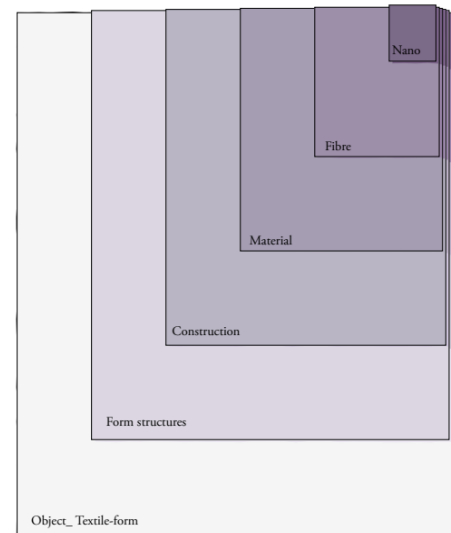 Nano
Fibre
Material
Construction
Form structures
Object_ Textile-form